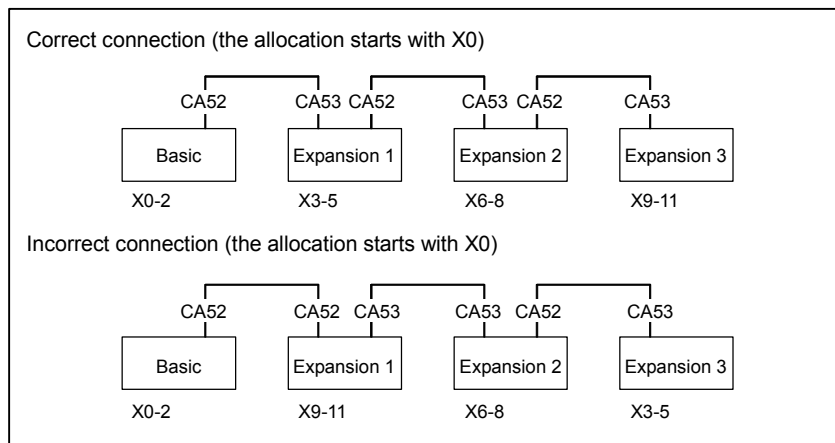 Correct connection (the allocation starts with X0)
CA52 CA53 CA52 CA53 CA52 CA53
Basic Expansion 1 Expansion 2 Expansion 3
X0-2 X3-5 X6-8 X9-11
Incorrect connection (the allocation starts with X0)
CA52 CA52 CA53 CA53 CA52 CA53
Basic Expansion 1 Expansion 2 Expansion 3
X0-2 X9-11 X6-8 X3-5